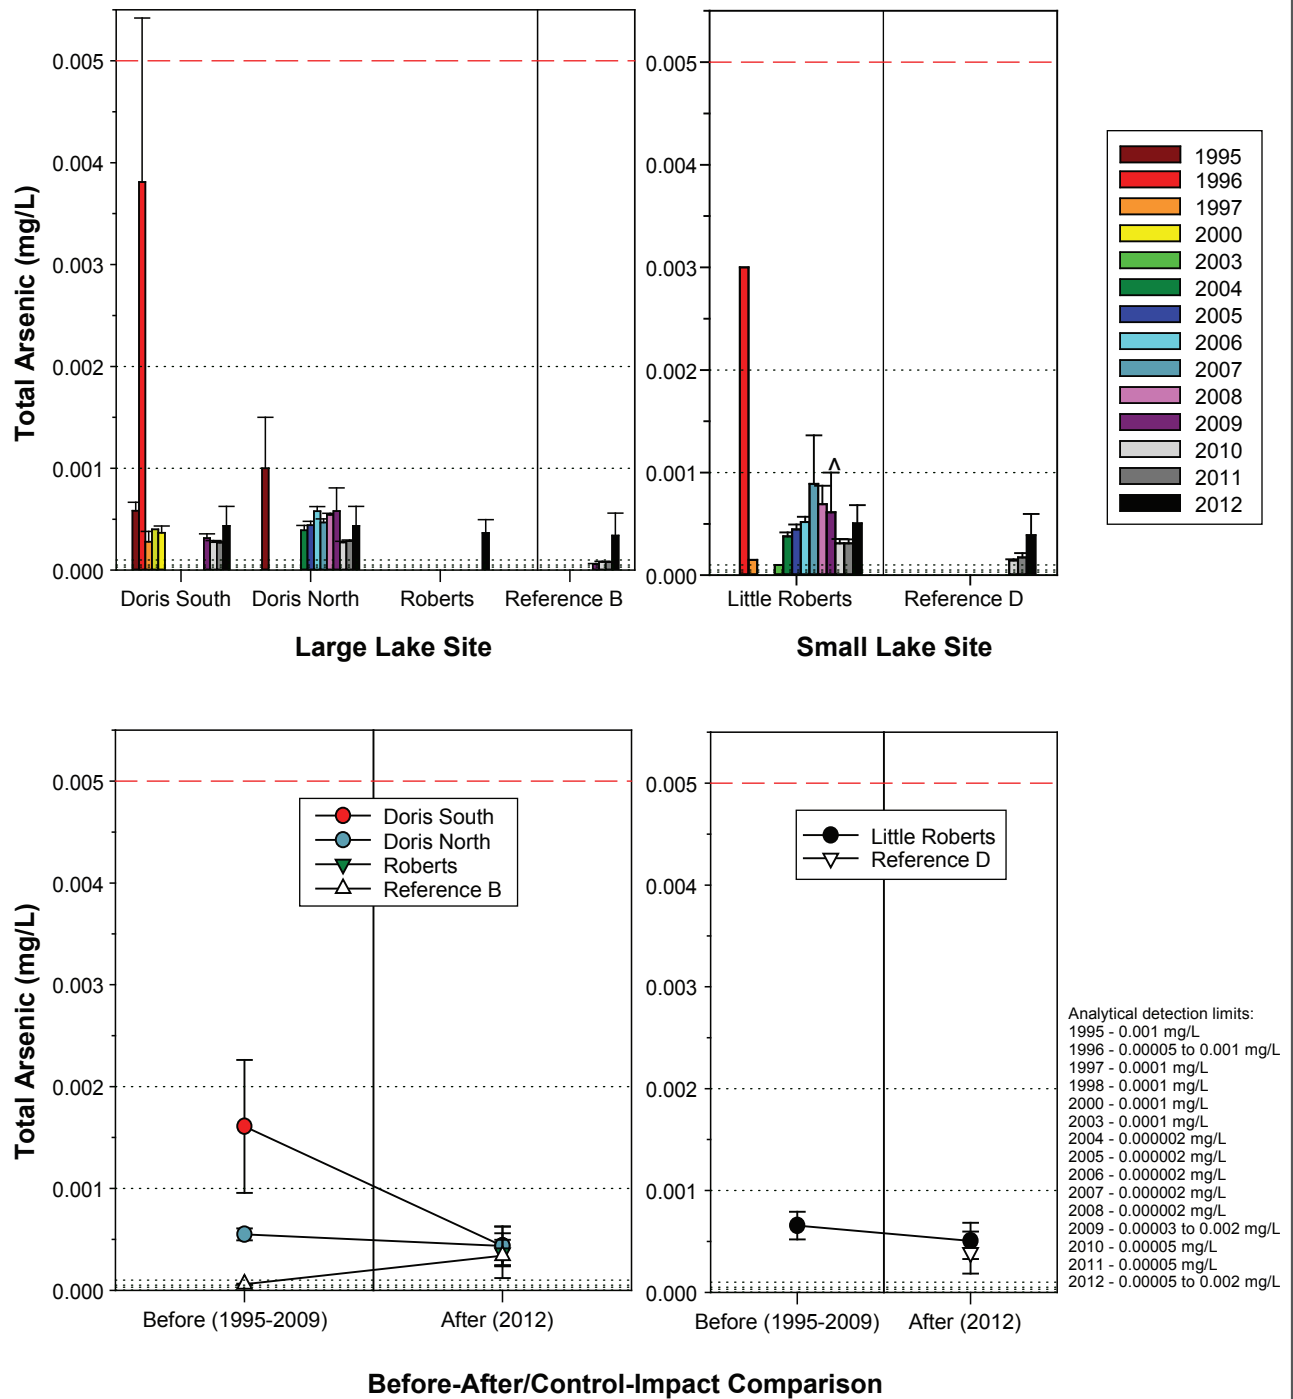 Total Arsenic (mg/L)
0.005
0.004
0.003
0.002
0.001
0.000
Doris South Doris North Roberts Reference B
Large Lake Site
0.005
0.004
0.003
0.002
0.001
0.000
^
Little Roberts Reference D
Small Lake Site
1995
1996
1997
2000
2003
2004
2005
2006
2007
2008
2009
2010
2011
2012
Total Arsenic (mg/L)
0.005
0.004
0.003
0.002
0.001
0.000
Doris South
Doris North
Roberts
Reference B
Before (1995-2009) After (2012)
0.005
0.004
0.003
0.002
0.001
0.000
Little Roberts
Reference D
Before (1995-2009) After (2012)
Analytical detection limits:
1995 - 0.001 mg/L
1996 - 0.00005 to 0.001 mg/L
1997 - 0.0001 mg/L
1998 - 0.0001 mg/L
2000 - 0.0001 mg/L
2003 - 0.0001 mg/L
2004 - 0.000002 mg/L
2005 - 0.000002 mg/L
2006 - 0.000002 mg/L
2007 - 0.000002 mg/L
2008 - 0.000002 mg/L
2009 - 0.00003 to 0.002 mg/L
2010 - 0.00005 mg/L
2011 - 0.00005 mg/L
2012 - 0.00005 to 0.002 mg/L
Before-After/Control-Impact Comparison